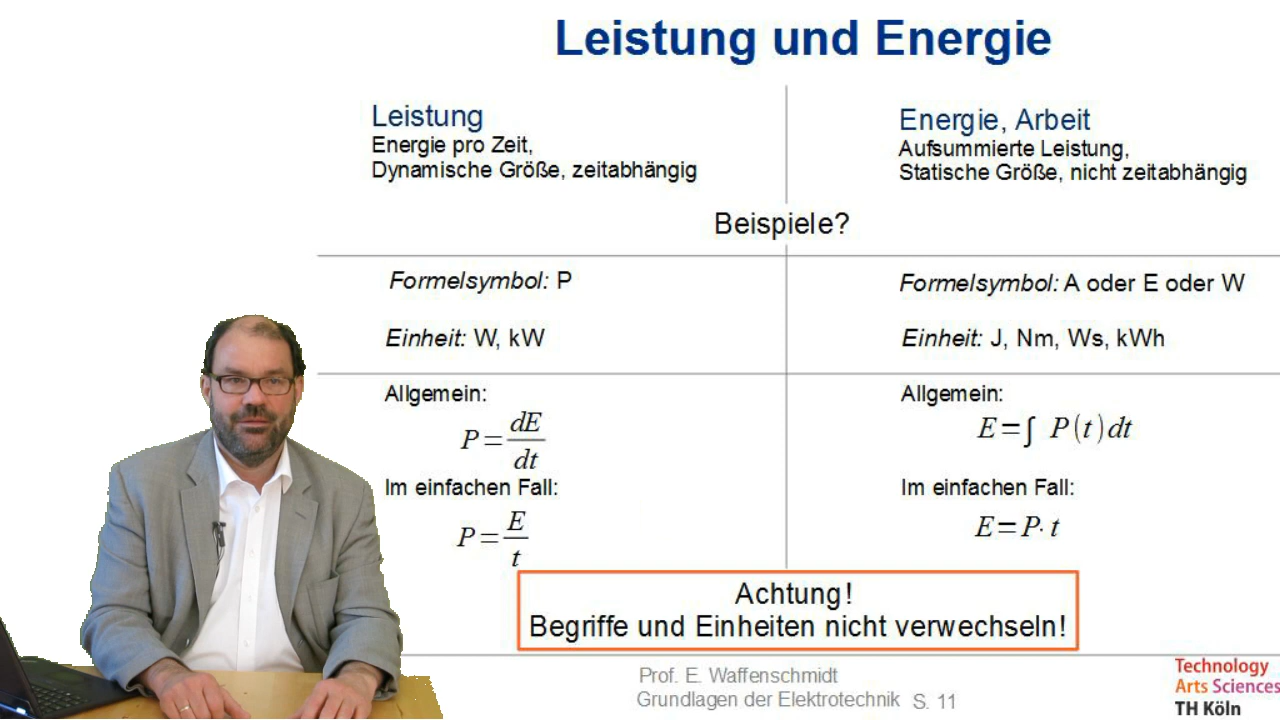 Leistung und Energie
Leistung
Energie pro Zeit,
Dynamische Größe, zeitabhängig
Energie, Arbeit
Aufsummierte Leistung,
Statische Größe, nicht zeitabhängig
Beispiele?
Formelsymbol: P
Formelsymbol: A oder E oder W
Einheit: W, kW
Einheit: J, Nm, Ws, kWh
Allgemein:
P = dE/dt
Im einfachen Fall:
P = E/t
Allgemein:
E = ∫ P(t) dt
Im einfachen Fall:
E = P · t
Achtung!
Begriffe und Einheiten nicht verwechseln!
Prof. E. Waffenschmidt
Grundlagen der Elektrotechnik S. 11
Technology
Arts Sciences
TH Köln